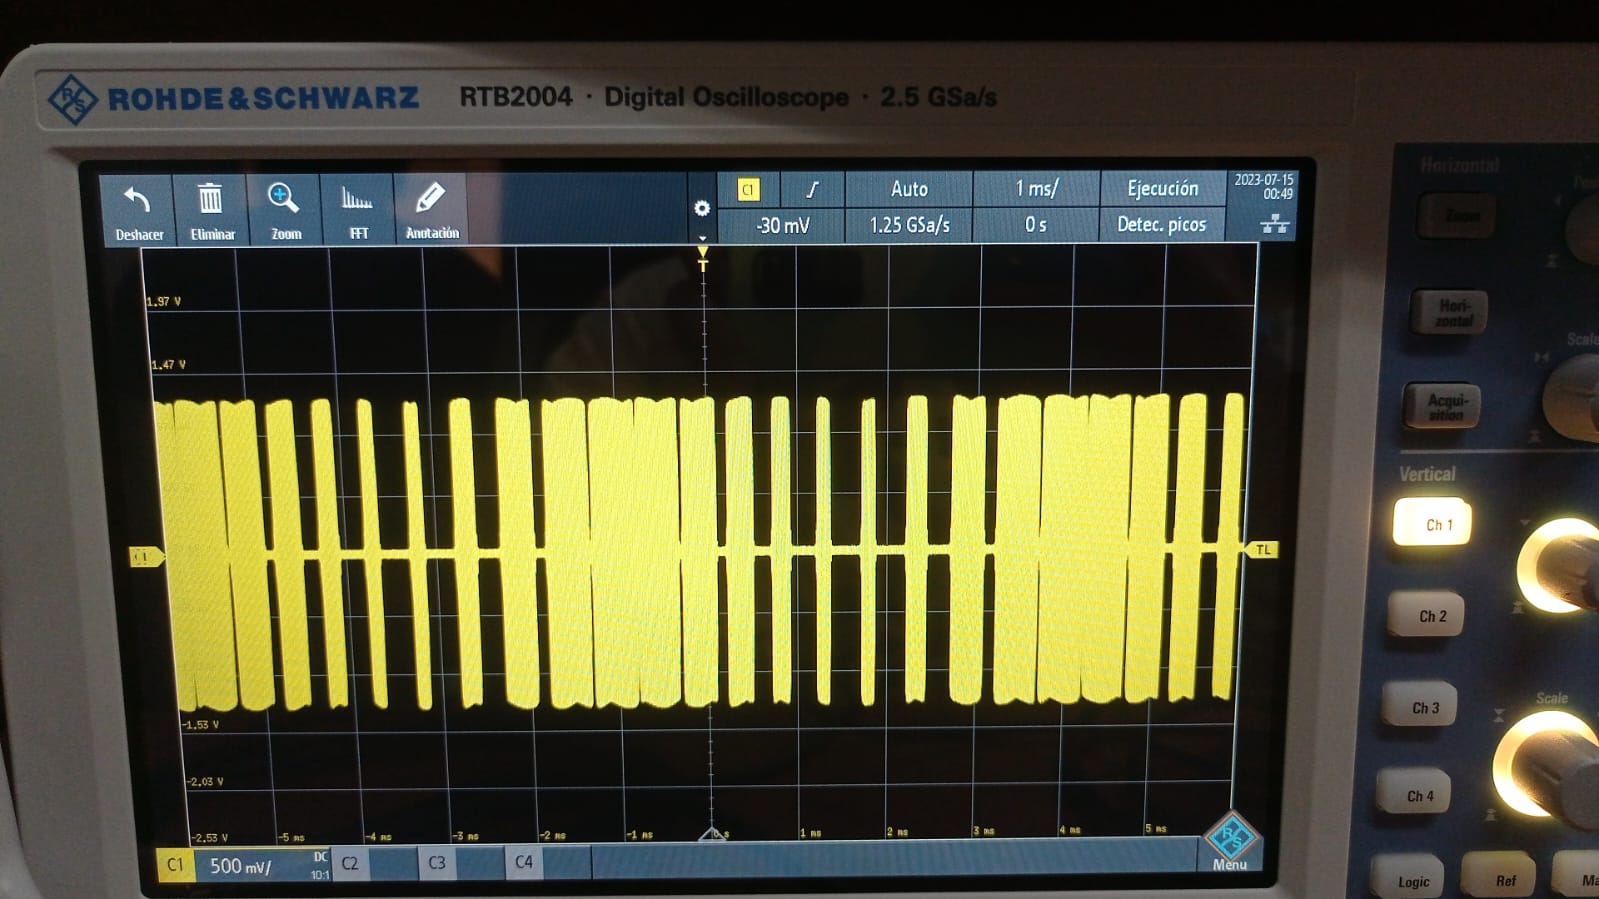 ROHDE&SCHWARZ RTB2004 · Digital Oscilloscope · 2.5 GSa/s
Deshacer Eliminar Zoom FFT Anotación
C1 Auto 1 ms/ Ejecución 2023-07-15
00:49
-30 mV 1.25 GSa/s 0 s Detec. picos
T
1.97 V
1.47 V
TL
-1.53 V
-2.03 V
-2.53 V -5 ms -4 ms -3 ms -2 ms -1 ms 0 s 1 ms 2 ms 3 ms 4 ms 5 ms
C1 500 mV/ DC
10:1
C2 C3 C4
Menu
Horizontal
Zoom
Hori-
zontal
Scale
Acqui-
sition
Vertical
Ch 1
Ch 2
Ch 3
Scale
Ch 4
Logic Ref